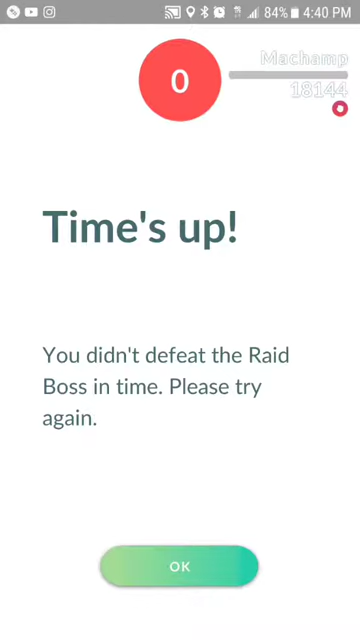 84% 4:40 PM
0
Machamp
18144
Time's up!
You didn't defeat the Raid
Boss in time. Please try
again.
OK